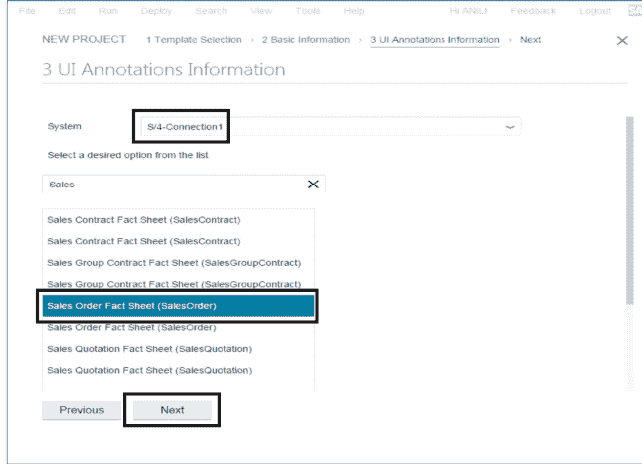 File Edit Run Deploy Search View Tools Help Hi ANIL! Feedback Logout
NEW PROJECT 1 Template Selection > 2 Basic Information > 3 UI Annotations Information > Next
3 UI Annotations Information
System S/4-Connection1
Select a desired option from the list
Sales
Sales Contract Fact Sheet (SalesContract)
Sales Contract Fact Sheet (SalesContract)
Sales Group Contract Fact Sheet (SalesGroupContract)
Sales Group Contract Fact Sheet (SalesGroupContract)
Sales Order Fact Sheet (SalesOrder)
Sales Order Fact Sheet (SalesOrder)
Sales Quotation Fact Sheet (SalesQuotation)
Sales Quotation Fact Sheet (SalesQuotation)
Previous Next